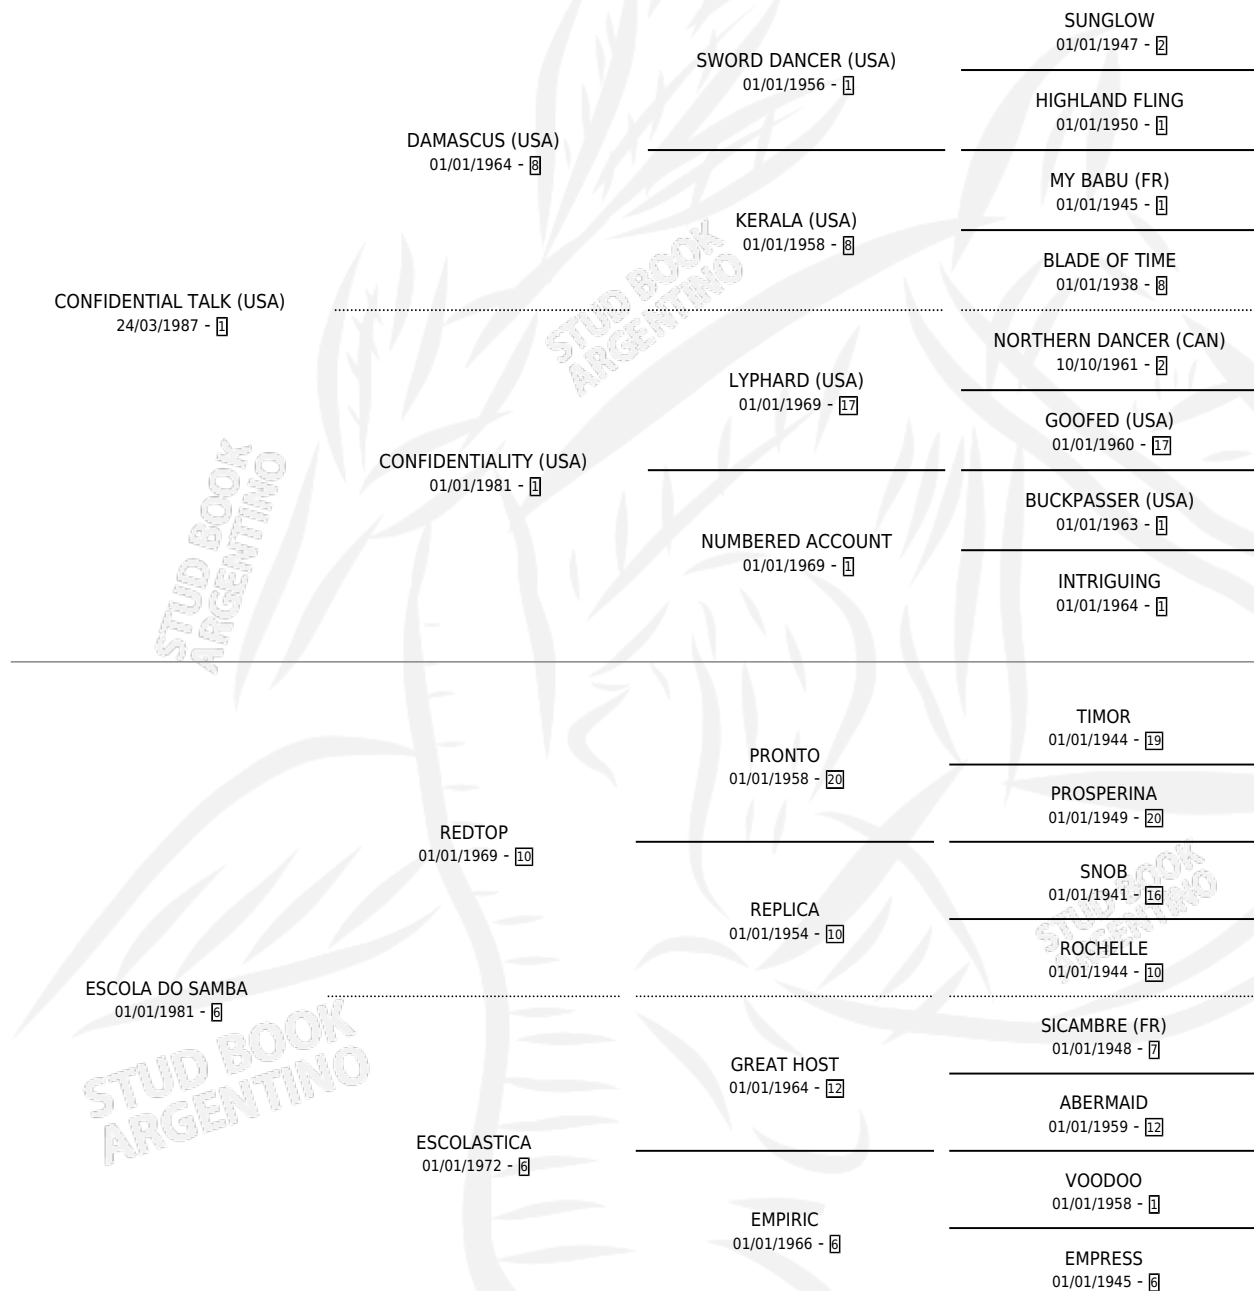 SUNGLOW
01/01/1947 - 2
SWORD DANCER (USA)
01/01/1956 - 1
HIGHLAND FLING
01/01/1950 - 1
DAMASCUS (USA)
01/01/1964 - 8
MY BABU (FR)
01/01/1945 - 1
KERALA (USA)
01/01/1958 - 8
BLADE OF TIME
01/01/1938 - 8
CONFIDENTIAL TALK (USA)
24/03/1987 - 1
NORTHERN DANCER (CAN)
10/10/1961 - 2
LYPHARD (USA)
01/01/1969 - 17
GOOFED (USA)
01/01/1960 - 17
CONFIDENTIALITY (USA)
01/01/1981 - 1
BUCKPASSER (USA)
01/01/1963 - 1
NUMBERED ACCOUNT
01/01/1969 - 1
INTRIGUING
01/01/1964 - 1
TIMOR
01/01/1944 - 19
PRONTO
01/01/1958 - 20
PROSPERINA
01/01/1949 - 20
REDTOP
01/01/1969 - 10
SNOB
01/01/1941 - 16
REPLICA
01/01/1954 - 10
ROCHELLE
01/01/1944 - 10
ESCOLA DO SAMBA
01/01/1981 - 6
SICAMBRE (FR)
01/01/1948 - 7
GREAT HOST
01/01/1964 - 12
ABERMAID
01/01/1959 - 12
ESCOLASTICA
01/01/1972 - 6
VOODOO
01/01/1958 - 1
EMPIRIC
01/01/1966 - 6
EMPRESS
01/01/1945 - 6
STUD BOOK
ARGENTINO
STUD BOOK
ARGENTINO
STUD BOOK
ARGENTINO
STUD BOOK
ARGENTINO